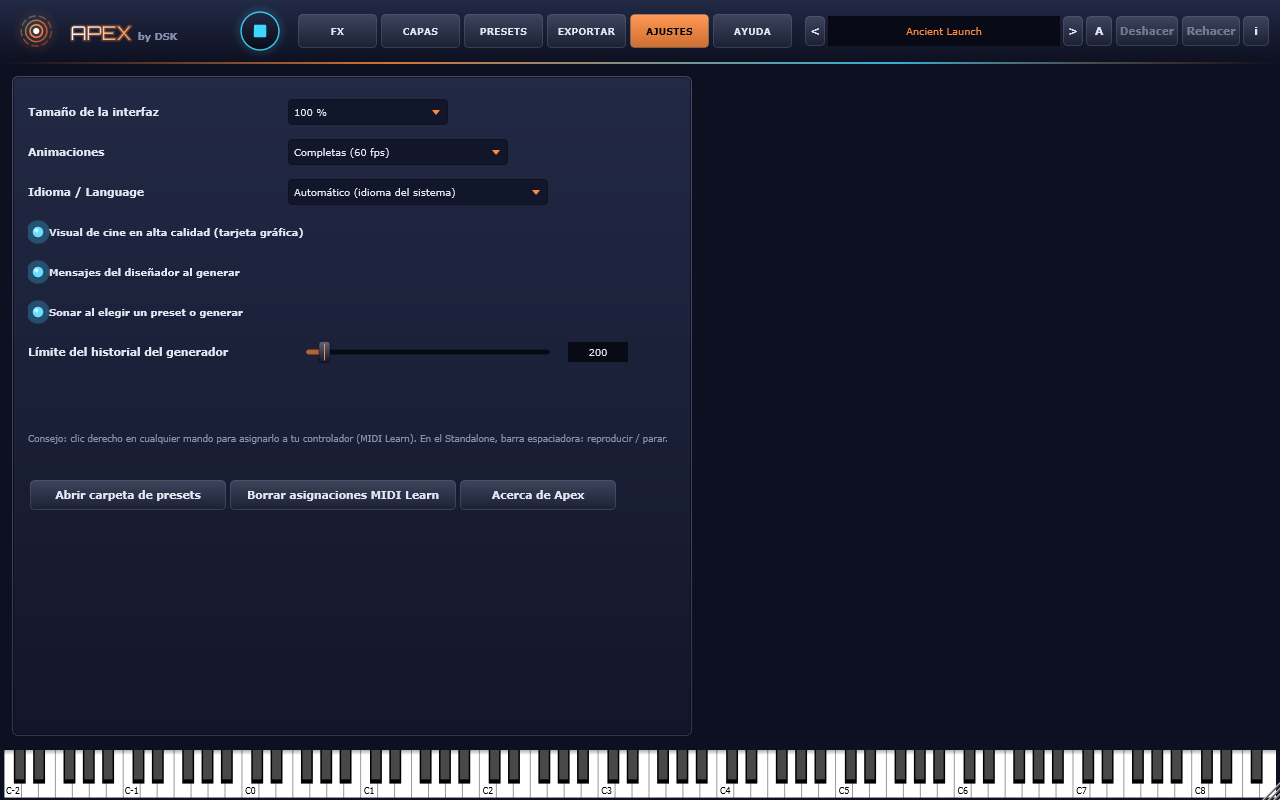 APEX by DSK FX CAPAS PRESETS EXPORTAR AJUSTES AYUDA < Ancient Launch > A Deshacer Rehacer i
Tamaño de la interfaz 100 %
Animaciones Completas (60 fps)
Idioma / Language Automático (idioma del sistema)
Visual de cine en alta calidad (tarjeta gráfica)
Mensajes del diseñador al generar
Sonar al elegir un preset o generar
Límite del historial del generador 200
Consejo: clic derecho en cualquier mando para asignarlo a tu controlador (MIDI Learn). En el Standalone, barra espaciadora: reproducir / parar.
Abrir carpeta de presets Borrar asignaciones MIDI Learn Acerca de Apex
C-2 C-1 C0 C1 C2 C3 C4 C5 C6 C7 C8